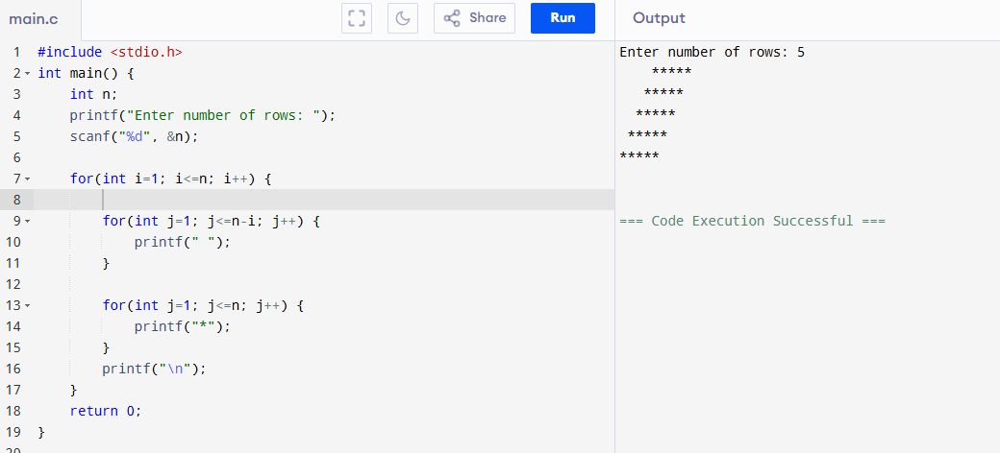 main.c
Share
Run
Output
1 #include <stdio.h>
2 int main() {
3     int n;
4     printf("Enter number of rows: ");
5     scanf("%d", &n);
6
7     for(int i=1; i<=n; i++) {
8
9         for(int j=1; j<=n-i; j++) {
10             printf(" ");
11         }
12
13         for(int j=1; j<=n; j++) {
14             printf("*");
15         }
16         printf("\n");
17     }
18     return 0;
19 }
20
Enter number of rows: 5
    *****
   *****
  *****
 *****
*****
=== Code Execution Successful ===